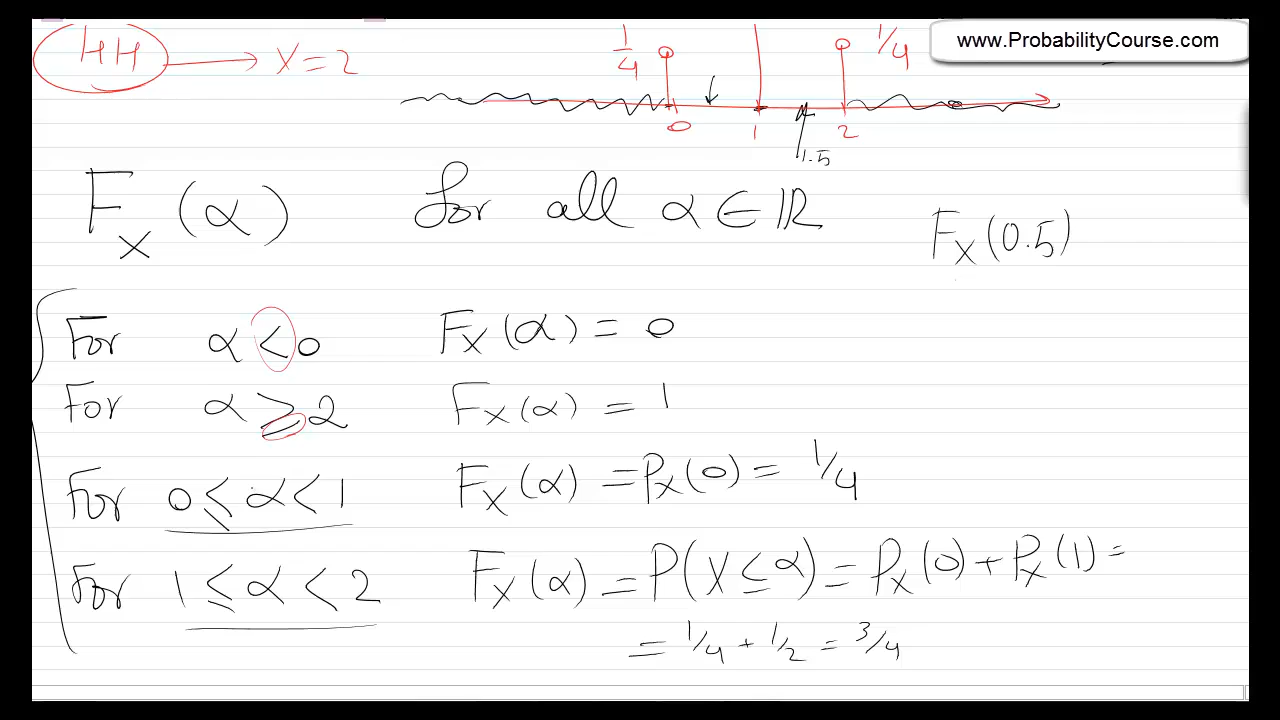 www.ProbabilityCourse.com
HH → X = 2
1/4 1/4
0 1 2
1.5
F_X(α) for all α ∈ ℝ
F_X(0.5)
For α < 0 F_X(α) = 0
For α ≥ 2 F_X(α) = 1
For 0 ≤ α < 1 F_X(α) = P_X(0) = 1/4
For 1 ≤ α < 2 F_X(α) = P(X ≤ α) = P_X(0) + P_X(1) =
= 1/4 + 1/2 = 3/4